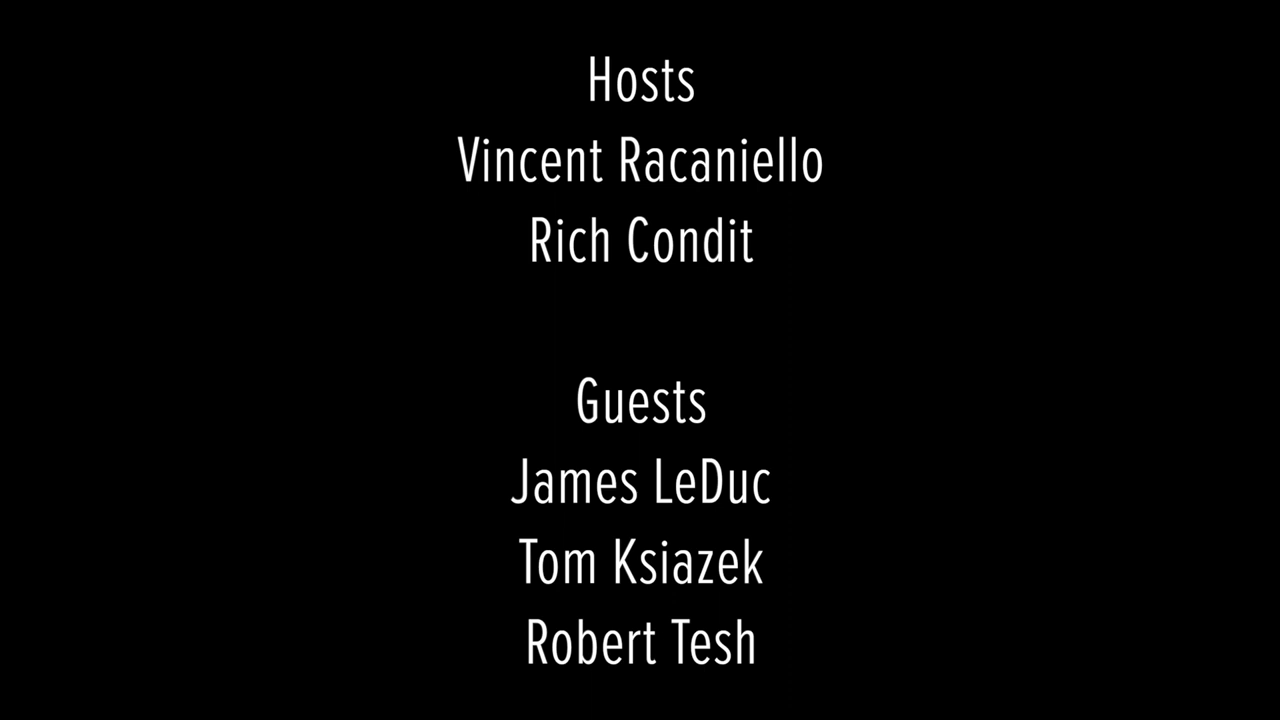 Hosts
Vincent Racaniello
Rich Condit
Guests
James LeDuc
Tom Ksiazek
Robert Tesh